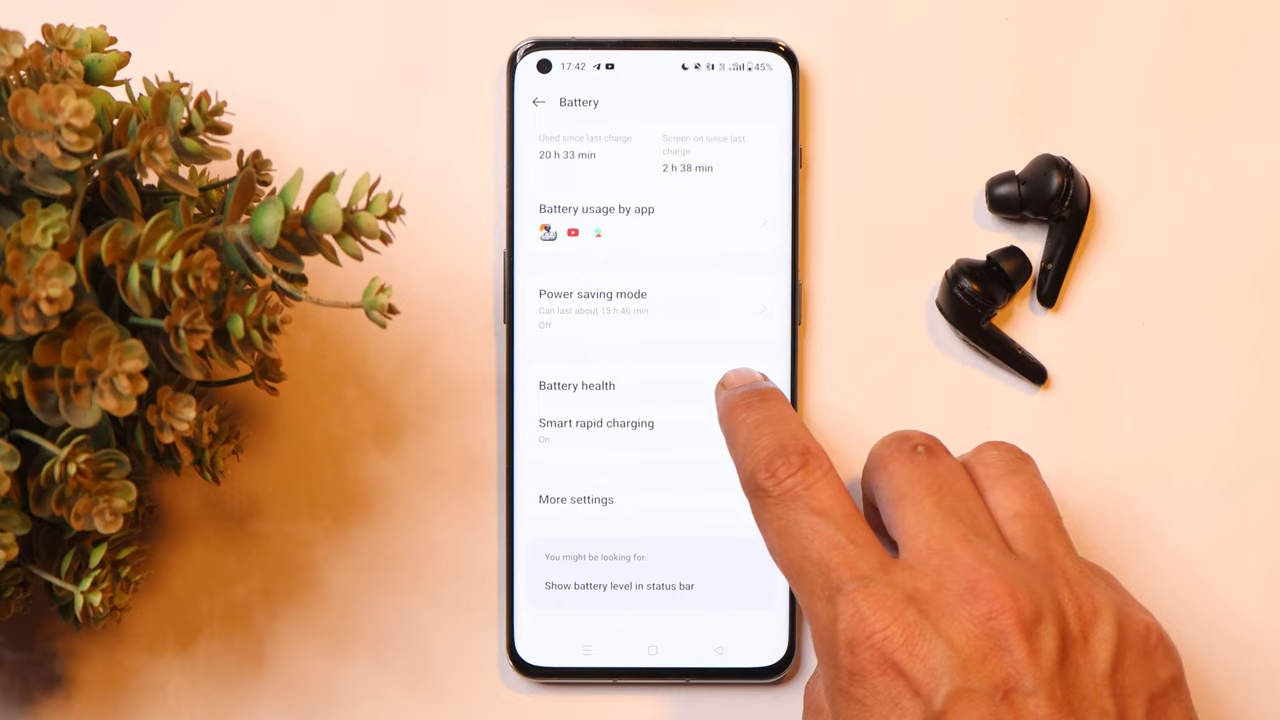 17:42
45%
Battery
Used since last charge
20 h 33 min
Screen on since last
charge
2 h 38 min
Battery usage by app
Power saving mode
Can last about 15 h 46 min
Off
Battery health
Smart rapid charging
On
More settings
You might be looking for:
Show battery level in status bar